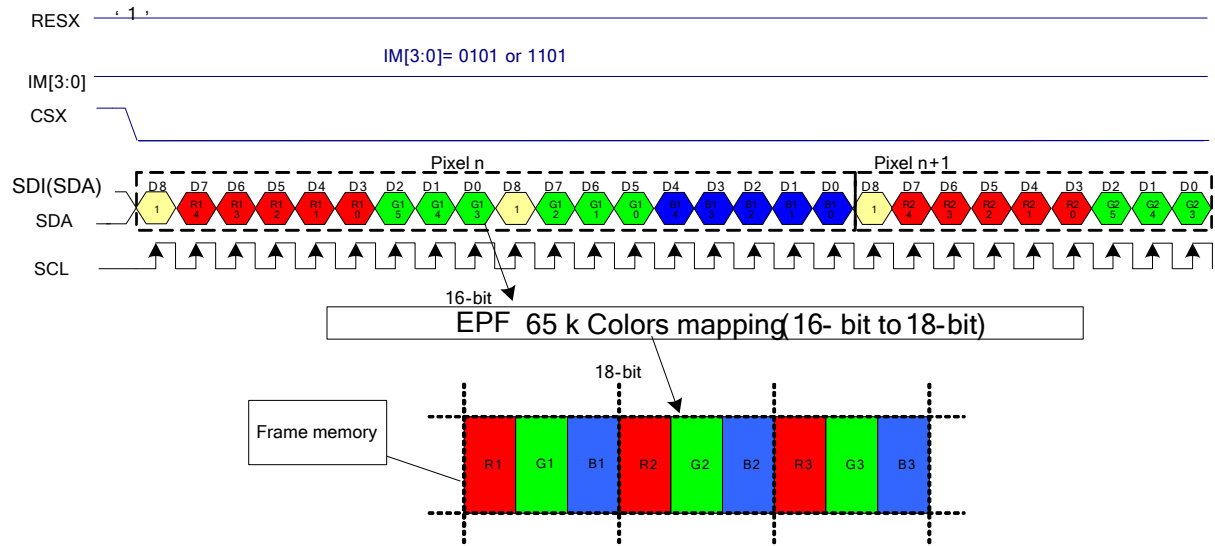 RESX ‘ 1 ’
IM[3:0]= 0101 or 1101
IM[3:0]
CSX
Pixel n Pixel n+1
SDI(SDA)
SDA
D8 D7 D6 D5 D4 D3 D2 D1 D0 D8 D7 D6 D5 D4 D3 D2 D1 D0 D8 D7 D6 D5 D4 D3 D2 D1 D0
1 R14 R13 R12 R11 R10 G15 G14 G13 1 G12 G11 G10 B14 B13 B12 B11 B10 1 R24 R23 R22 R21 R20 G25 G24 G23
SCL
16-bit
EPF 65 k Colors mapping(16- bit to 18-bit)
18-bit
Frame memory
R1 G1 B1 R2 G2 B2 R3 G3 B3